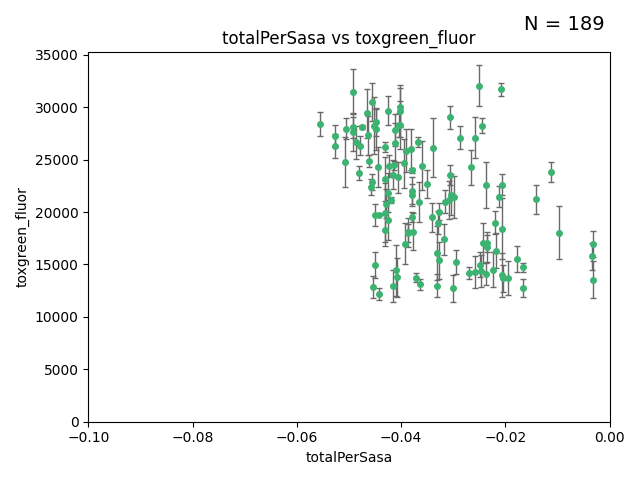 N = 189
totalPerSasa vs toxgreen_fluor
35000
30000
25000
20000
15000
10000
5000
0
toxgreen_fluor
−0.10 −0.08 −0.06 −0.04 −0.02 0.00
totalPerSasa